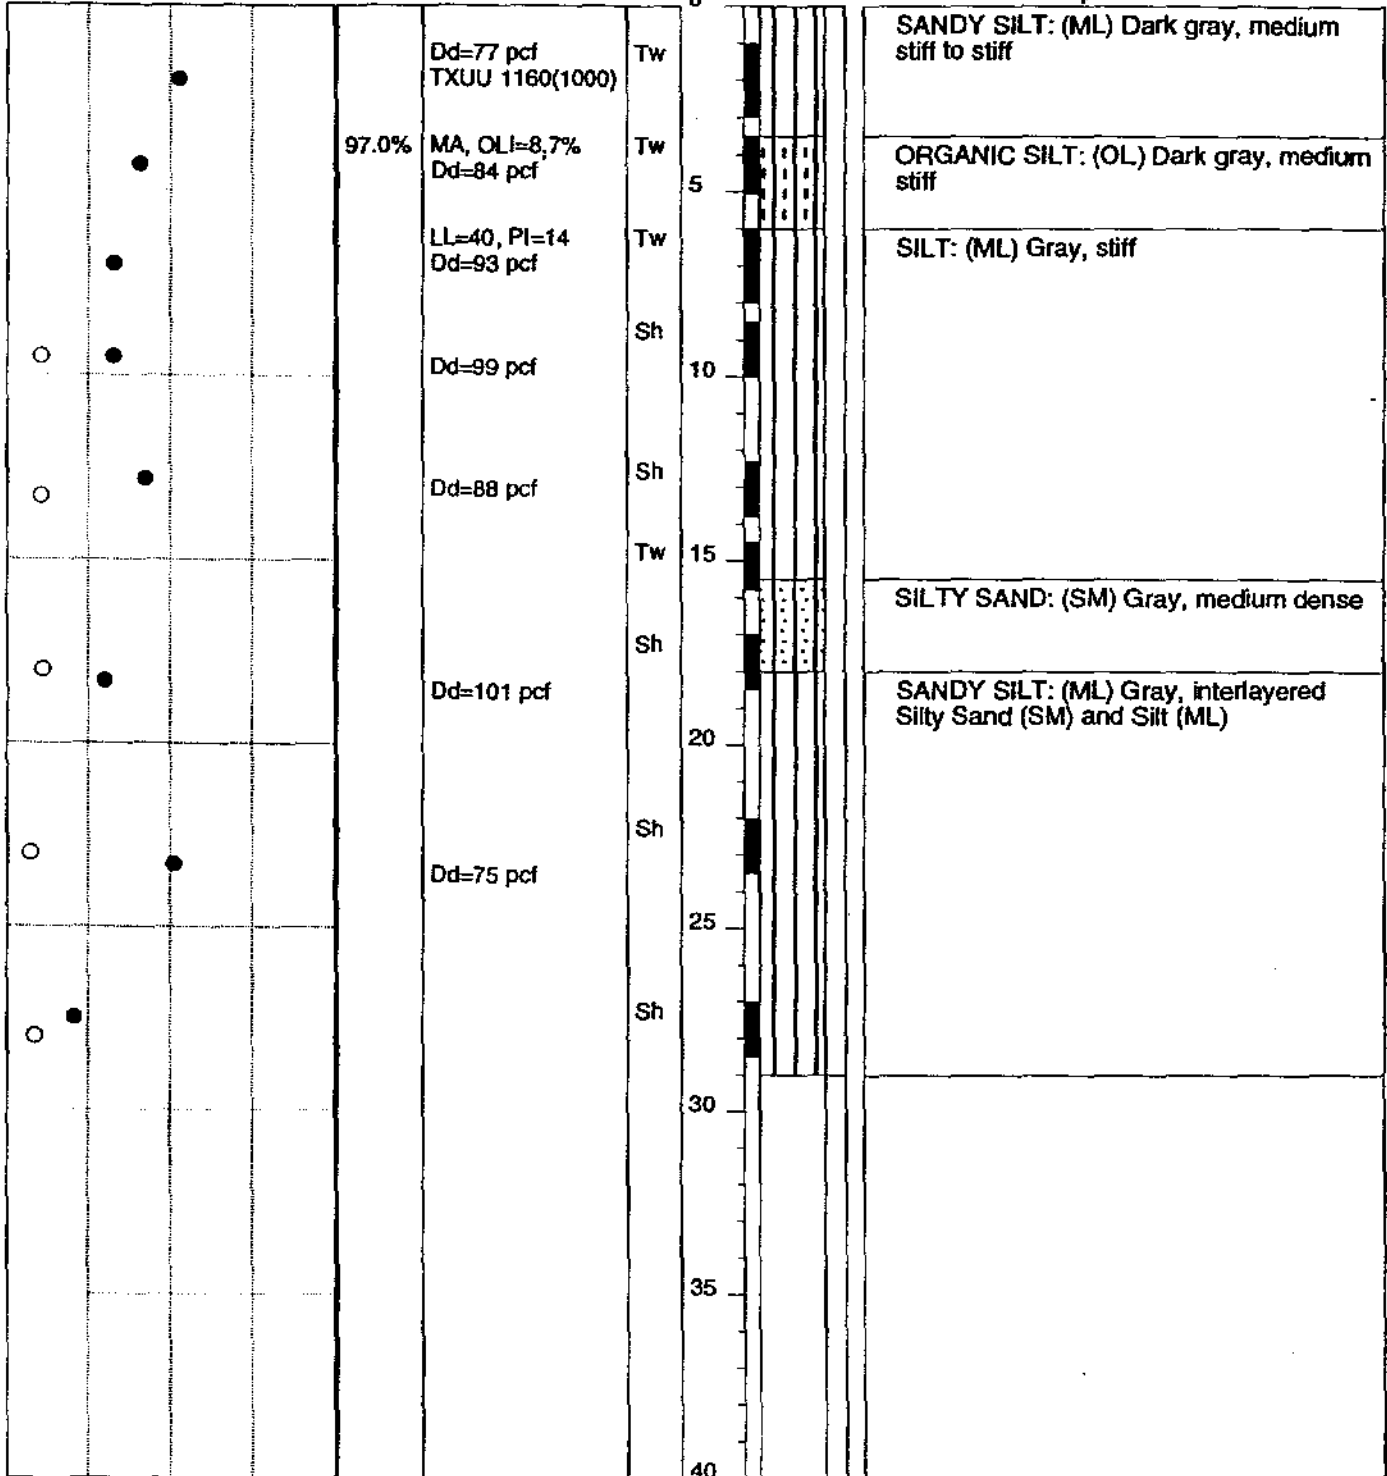 0
SANDY SILT: (ML) Dark gray, medium
stiff to stiff
Dd=77 pcf
TXUU 1160(1000)
Tw
97.0%
MA, OLI=8,7%
Dd=84 pcf
Tw
ORGANIC SILT: (OL) Dark gray, medium
stiff
5
LL=40, PI=14
Dd=93 pcf
Tw
SILT: (ML) Gray, stiff
Sh
Dd=99 pcf
10
Sh
Dd=88 pcf
Tw
15
SILTY SAND: (SM) Gray, medium dense
Sh
Dd=101 pcf
SANDY SILT: (ML) Gray, interlayered
Silty Sand (SM) and Silt (ML)
20
Sh
Dd=75 pcf
25
Sh
30
35
40